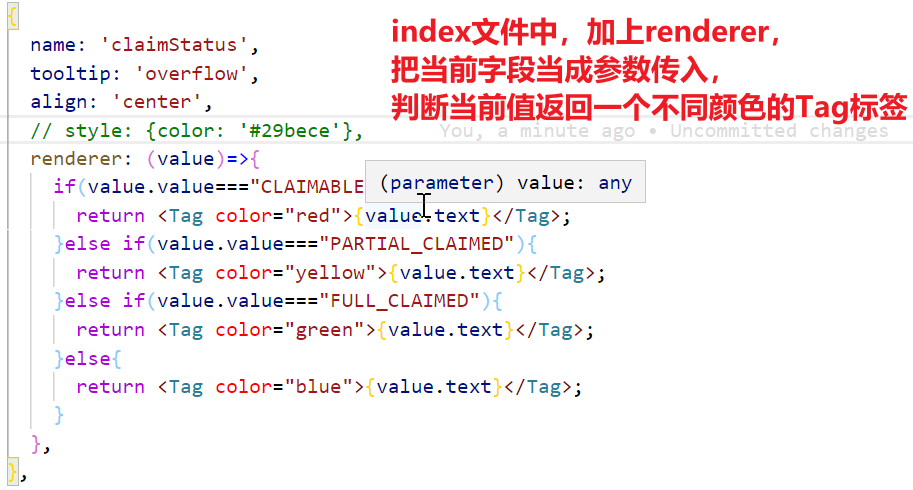 {
name: 'claimStatus',
tooltip: 'overflow',
align: 'center',
// style: {color: '#29bece'},
You, a minute ago • Uncommitted changes
renderer: (value)=>{
if(value.value==="CLAIMABLE
(parameter) value: any
return <Tag color="red">{value.text}</Tag>;
}else if(value.value==="PARTIAL_CLAIMED"){
return <Tag color="yellow">{value.text}</Tag>;
}else if(value.value==="FULL_CLAIMED"){
return <Tag color="green">{value.text}</Tag>;
}else{
return <Tag color="blue">{value.text}</Tag>;
}
},
},
index文件中，加上renderer，
把当前字段当成参数传入，
判断当前值返回一个不同颜色的Tag标签